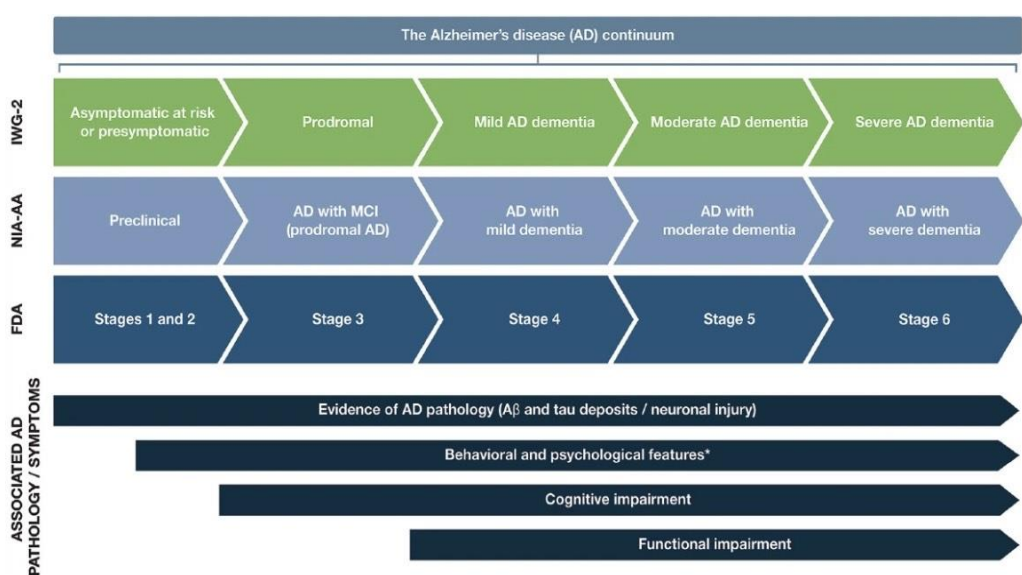 The Alzheimer's disease (AD) continuum
IWG-2
Asymptomatic at risk
or presymptomatic
Prodromal
Mild AD dementia
Moderate AD dementia
Severe AD dementia
NIA-AA
Preclinical
AD with MCI
(prodromal AD)
AD with
mild dementia
AD with
moderate dementia
AD with
severe dementia
FDA
Stages 1 and 2
Stage 3
Stage 4
Stage 5
Stage 6
ASSOCIATED AD
PATHOLOGY / SYMPTOMS
Evidence of AD pathology (Aβ and tau deposits / neuronal injury)
Behavioral and psychological features*
Cognitive impairment
Functional impairment